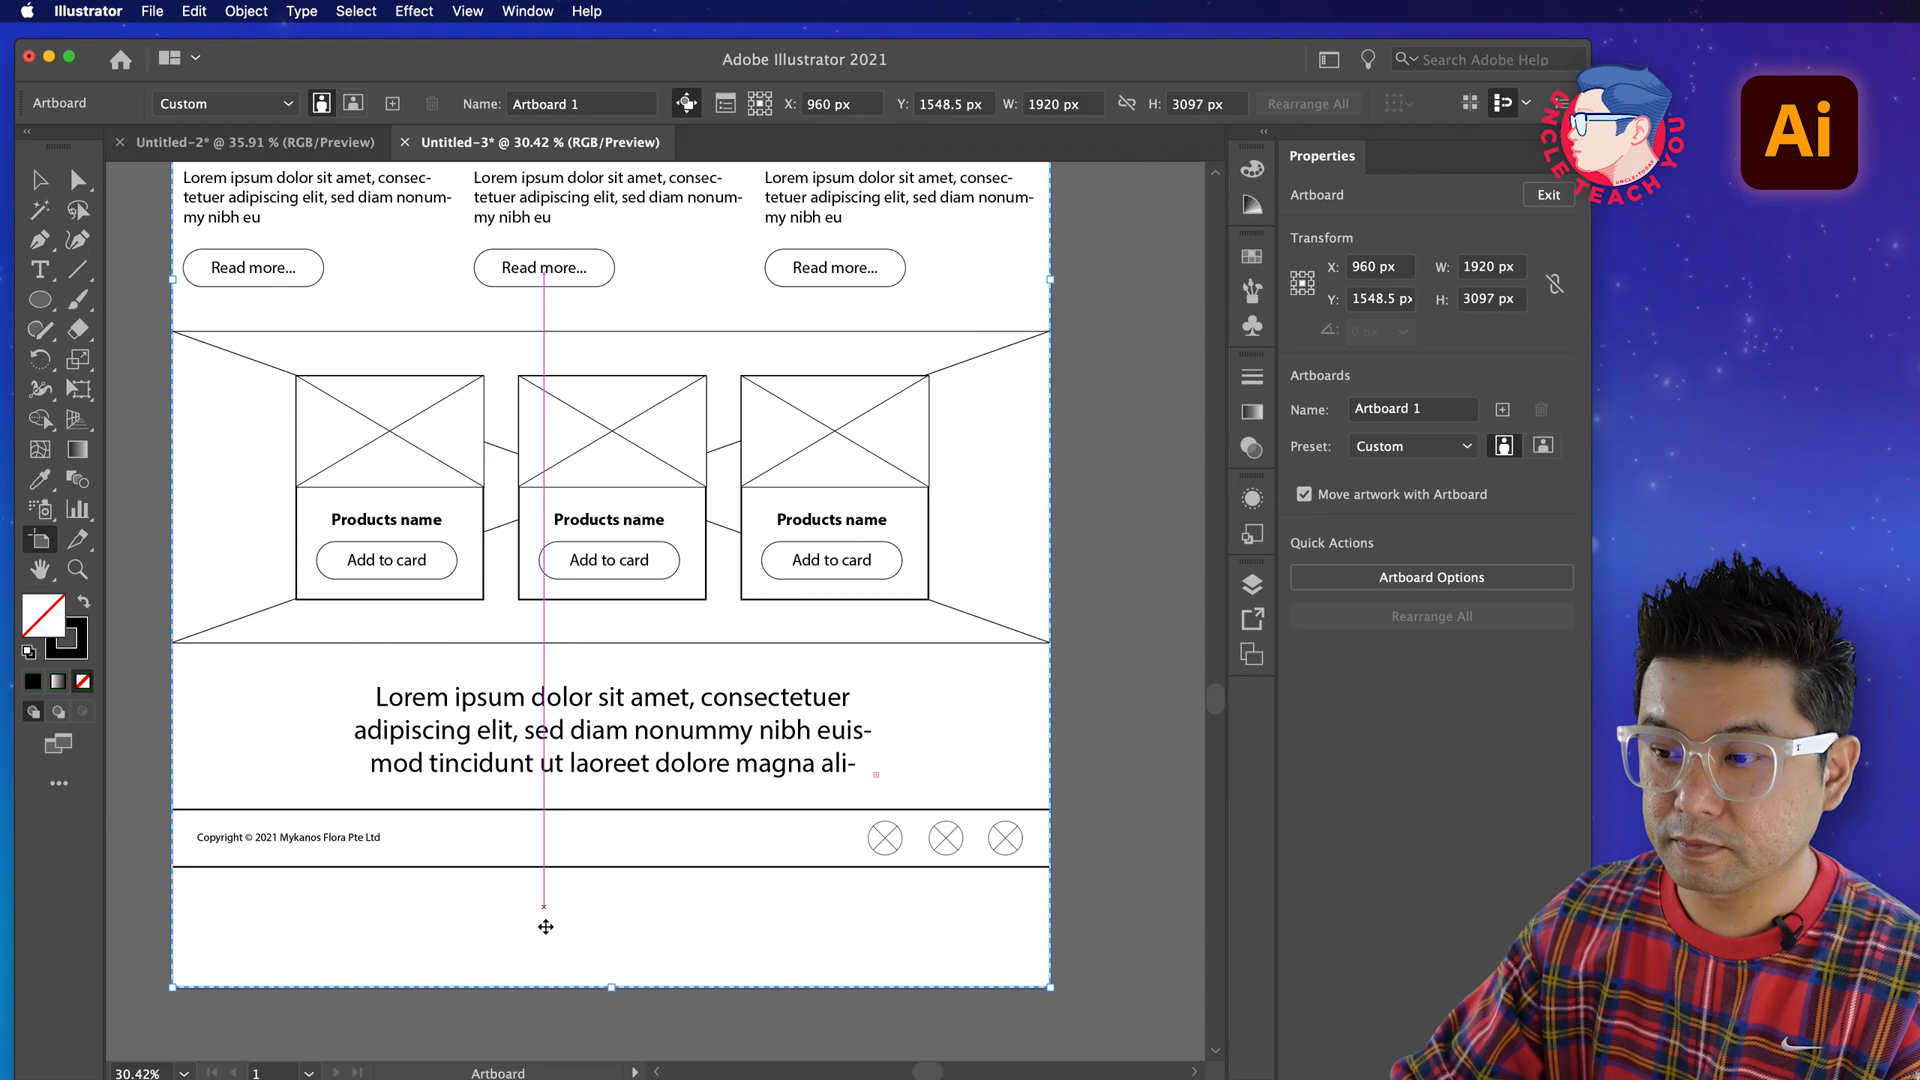 Illustrator File Edit Object Type Select Effect View Window Help
Adobe Illustrator 2021
Search Adobe Help
Artboard Custom Name: Artboard 1 X: 960 px Y: 1548.5 px W: 1920 px H: 3097 px Rearrange All
UNCLE TEACH YOU
UNCLE.TODAY
Ai
Untitled-2* @ 35.91 % (RGB/Preview) Untitled-3* @ 30.42 % (RGB/Preview)
Lorem ipsum dolor sit amet, consec-
tetuer adipiscing elit, sed diam nonum-
my nibh eu
Read more...
Lorem ipsum dolor sit amet, consec-
tetuer adipiscing elit, sed diam nonum-
my nibh eu
Read more...
Lorem ipsum dolor sit amet, consec-
tetuer adipiscing elit, sed diam nonum-
my nibh eu
Read more...
Products name
Add to card
Products name
Add to card
Products name
Add to card
Lorem ipsum dolor sit amet, consectetuer
adipiscing elit, sed diam nonummy nibh euis-
mod tincidunt ut laoreet dolore magna ali-
Copyright © 2021 Mykanos Flora Pte Ltd
Properties
Artboard Exit
Transform
X: 960 px W: 1920 px
Y: 1548.5 px H: 3097 px
0 px
Artboards
Name: Artboard 1
Preset: Custom
Move artwork with Artboard
Quick Actions
Artboard Options
Rearrange All
30.42% 1 Artboard